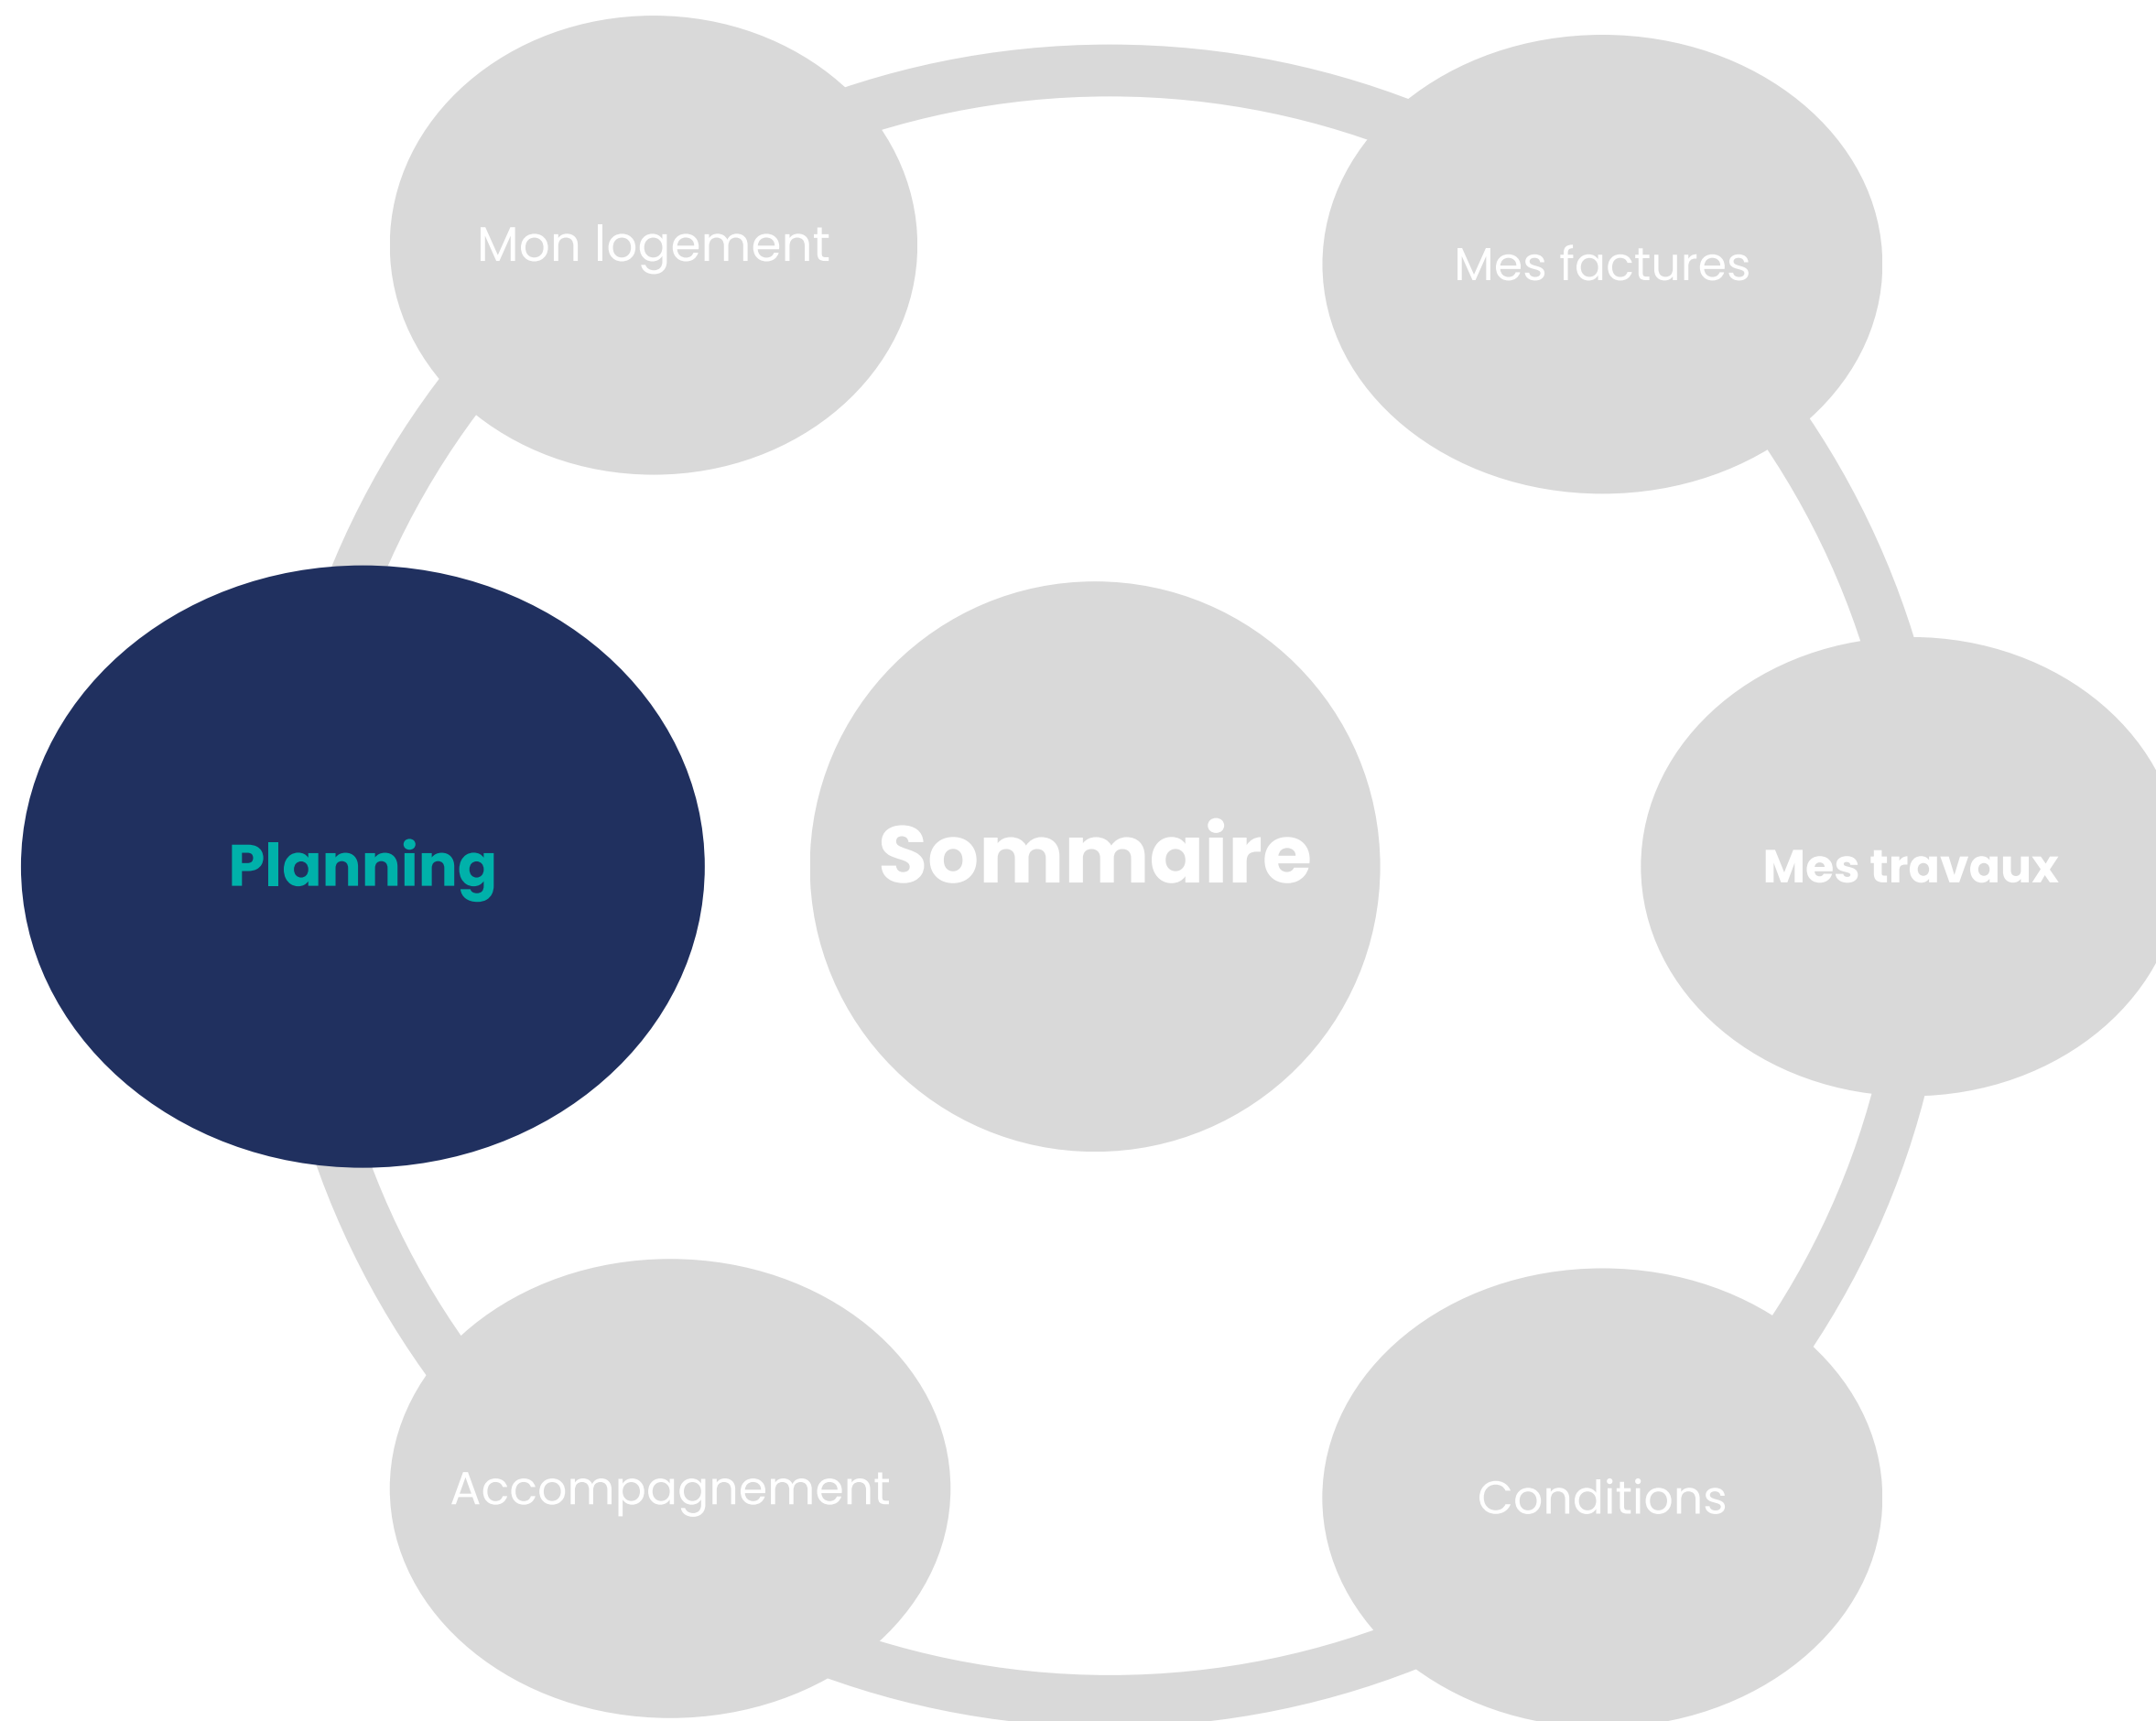 Mon logement
Mes factures
Planning
Sommaire
Mes travaux
Accompagnement
Conditions